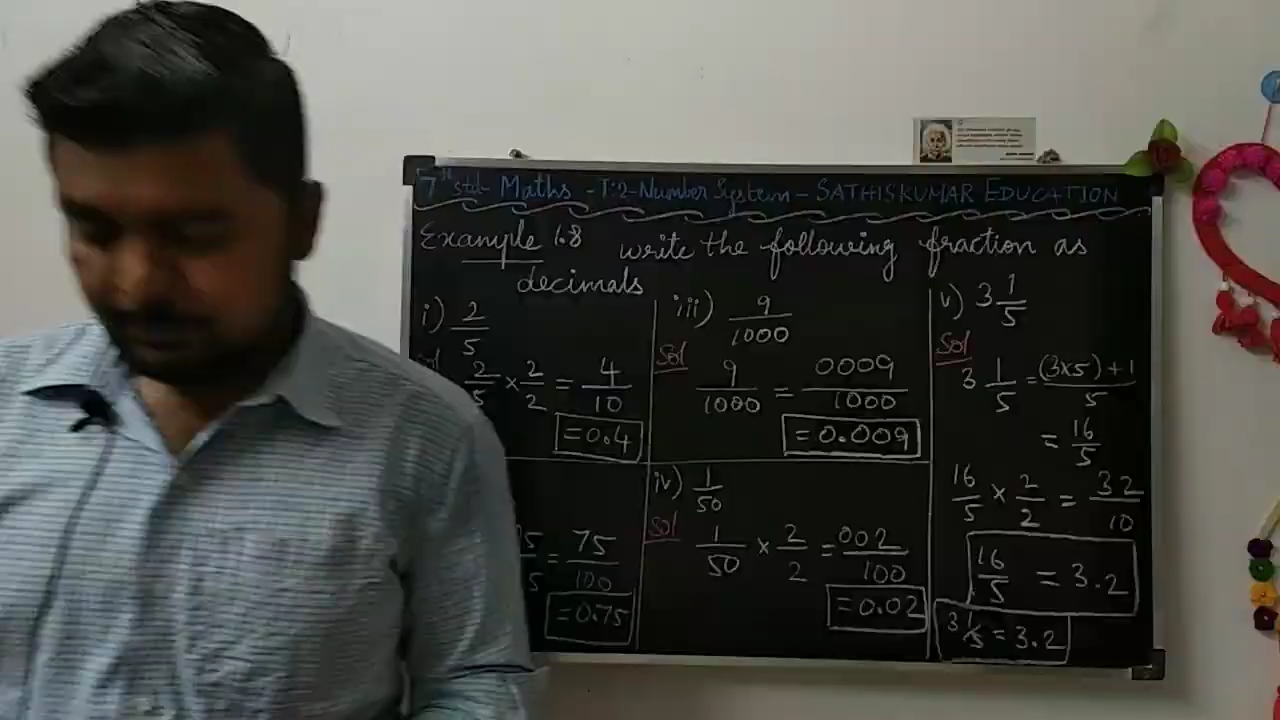 7th std - Maths - T:2 - Number System - SATHISKUMAR EDUCATION
Example 1.8 write the following fraction as
decimals
i) 2/5
2/5 × 2/2 = 4/10
= 0.4
5/5 = 75/100
= 0.75
iii) 9/1000
Sol
9/1000 = 0009/1000
= 0.009
iv) 1/50
Sol
1/50 × 2/2 = 002/100
= 0.02
v) 3 1/5
Sol
3 1/5 = (3×5)+1/5
= 16/5
16/5 × 2/2 = 32/10
16/5 = 3.2
3 1/5 = 3.2